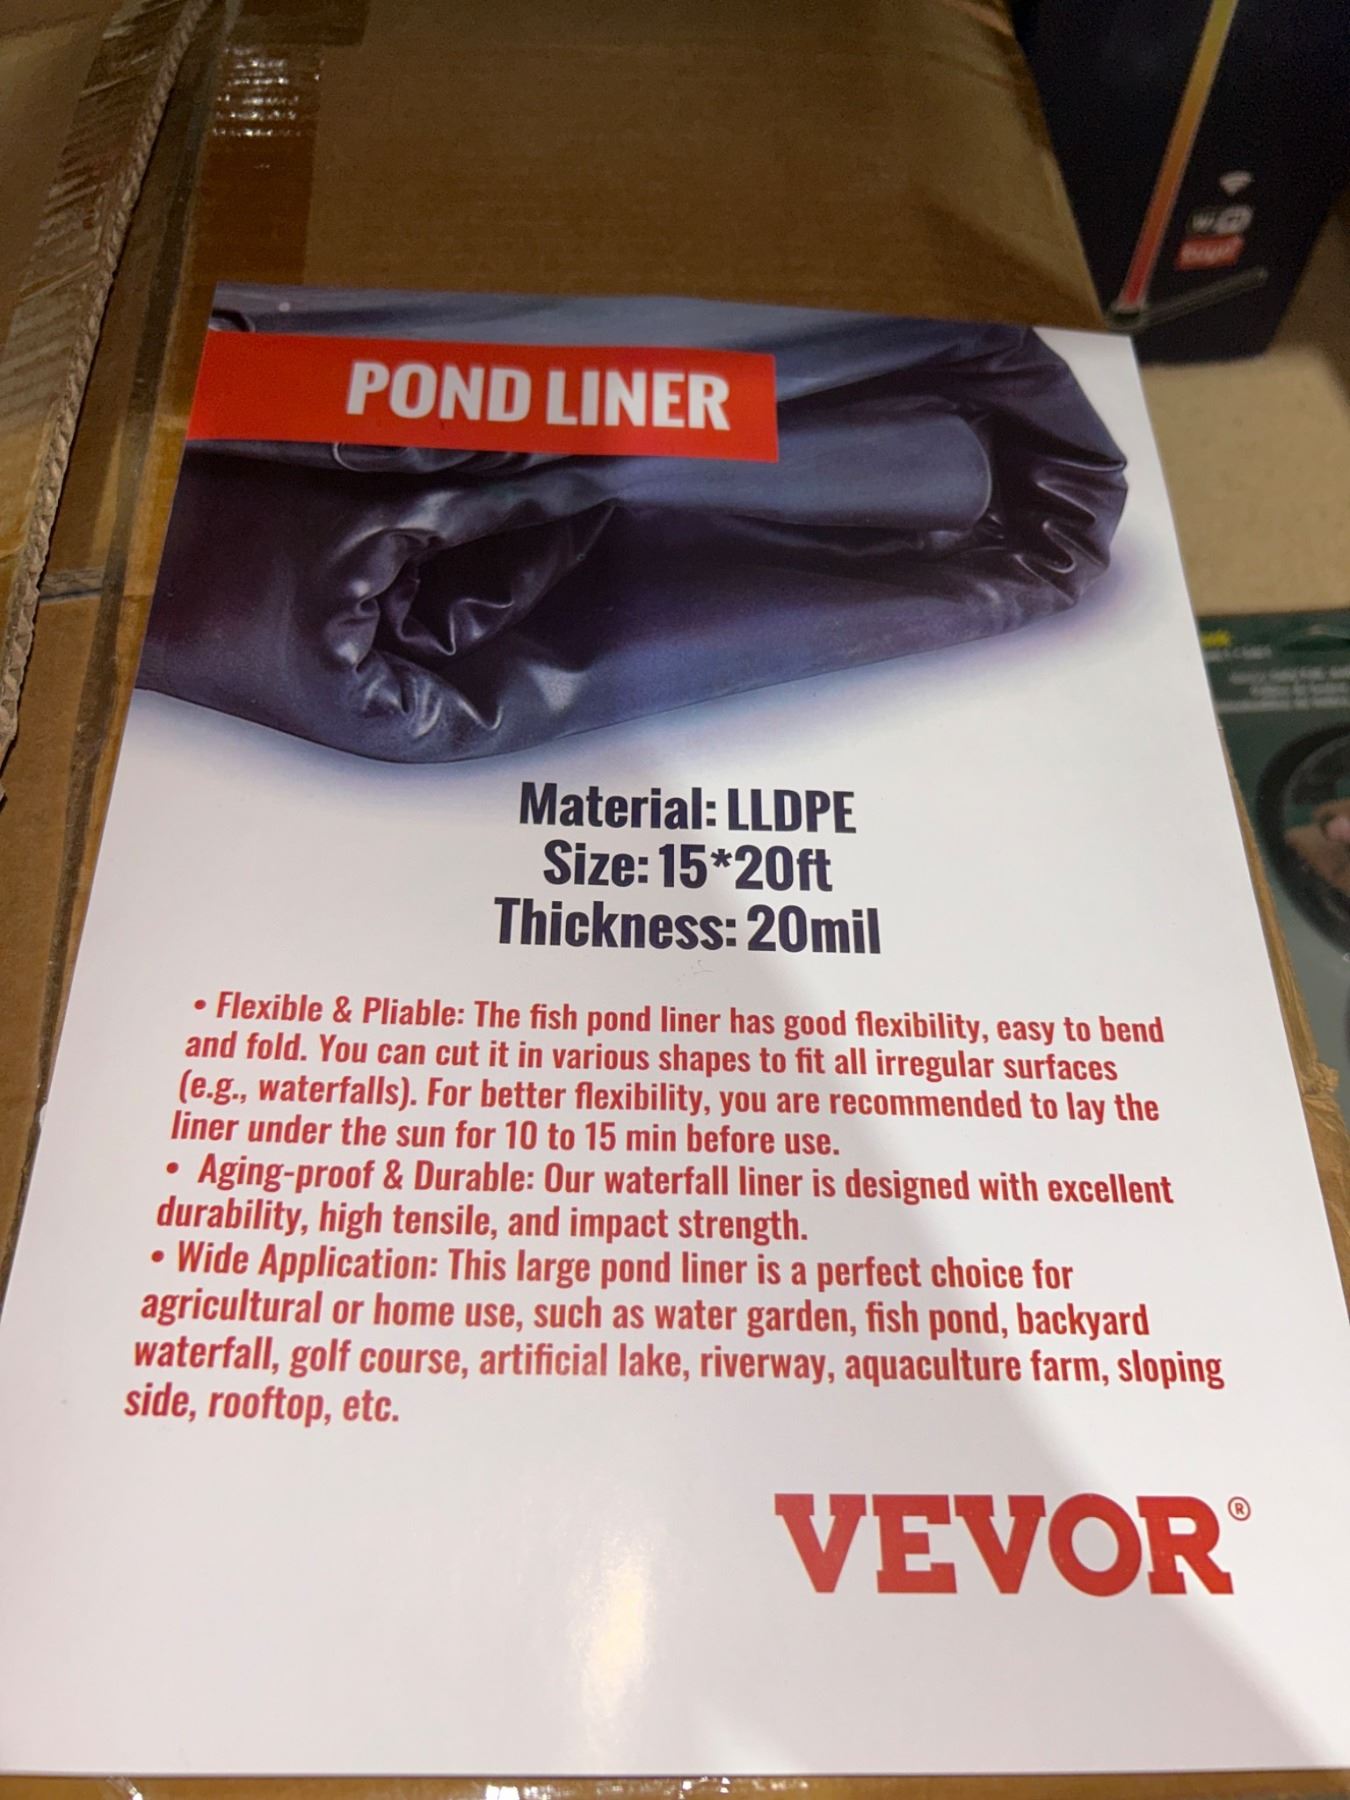 POND LINER
Material: LLDPE
Size: 15*20ft
Thickness: 20mil
• Flexible & Pliable: The fish pond liner has good flexibility, easy to bend
and fold. You can cut it in various shapes to fit all irregular surfaces
(e.g., waterfalls). For better flexibility, you are recommended to lay the
liner under the sun for 10 to 15 min before use.
• Aging-proof & Durable: Our waterfall liner is designed with excellent
durability, high tensile, and impact strength.
• Wide Application: This large pond liner is a perfect choice for
agricultural or home use, such as water garden, fish pond, backyard
waterfall, golf course, artificial lake, riverway, aquaculture farm, sloping
side, rooftop, etc.
VEVOR®